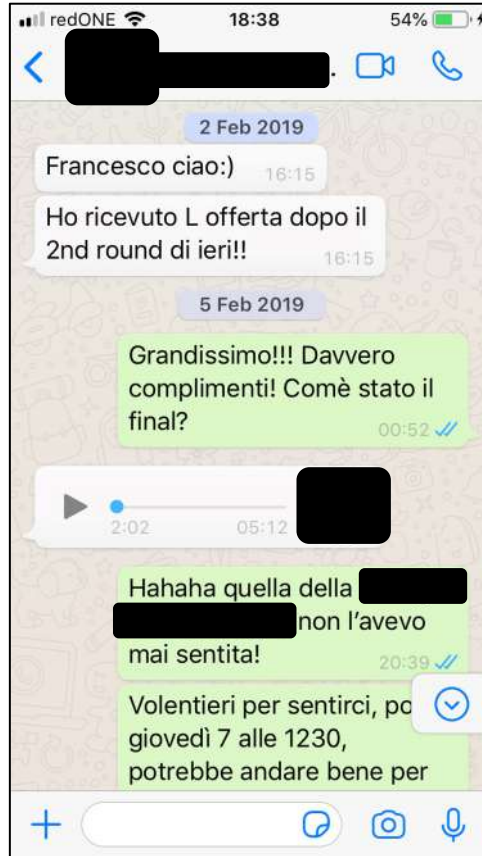 redONE 18:38 54%
.
2 Feb 2019
Francesco ciao:) 16:15
Ho ricevuto L offerta dopo il
2nd round di ieri!! 16:15
5 Feb 2019
Grandissimo!!! Davvero
complimenti! Comè stato il
final? 00:52
2:02 05:12
Hahaha quella della
non l'avevo
mai sentita! 20:39
Volentieri per sentirci, po
giovedì 7 alle 1230,
potrebbe andare bene per